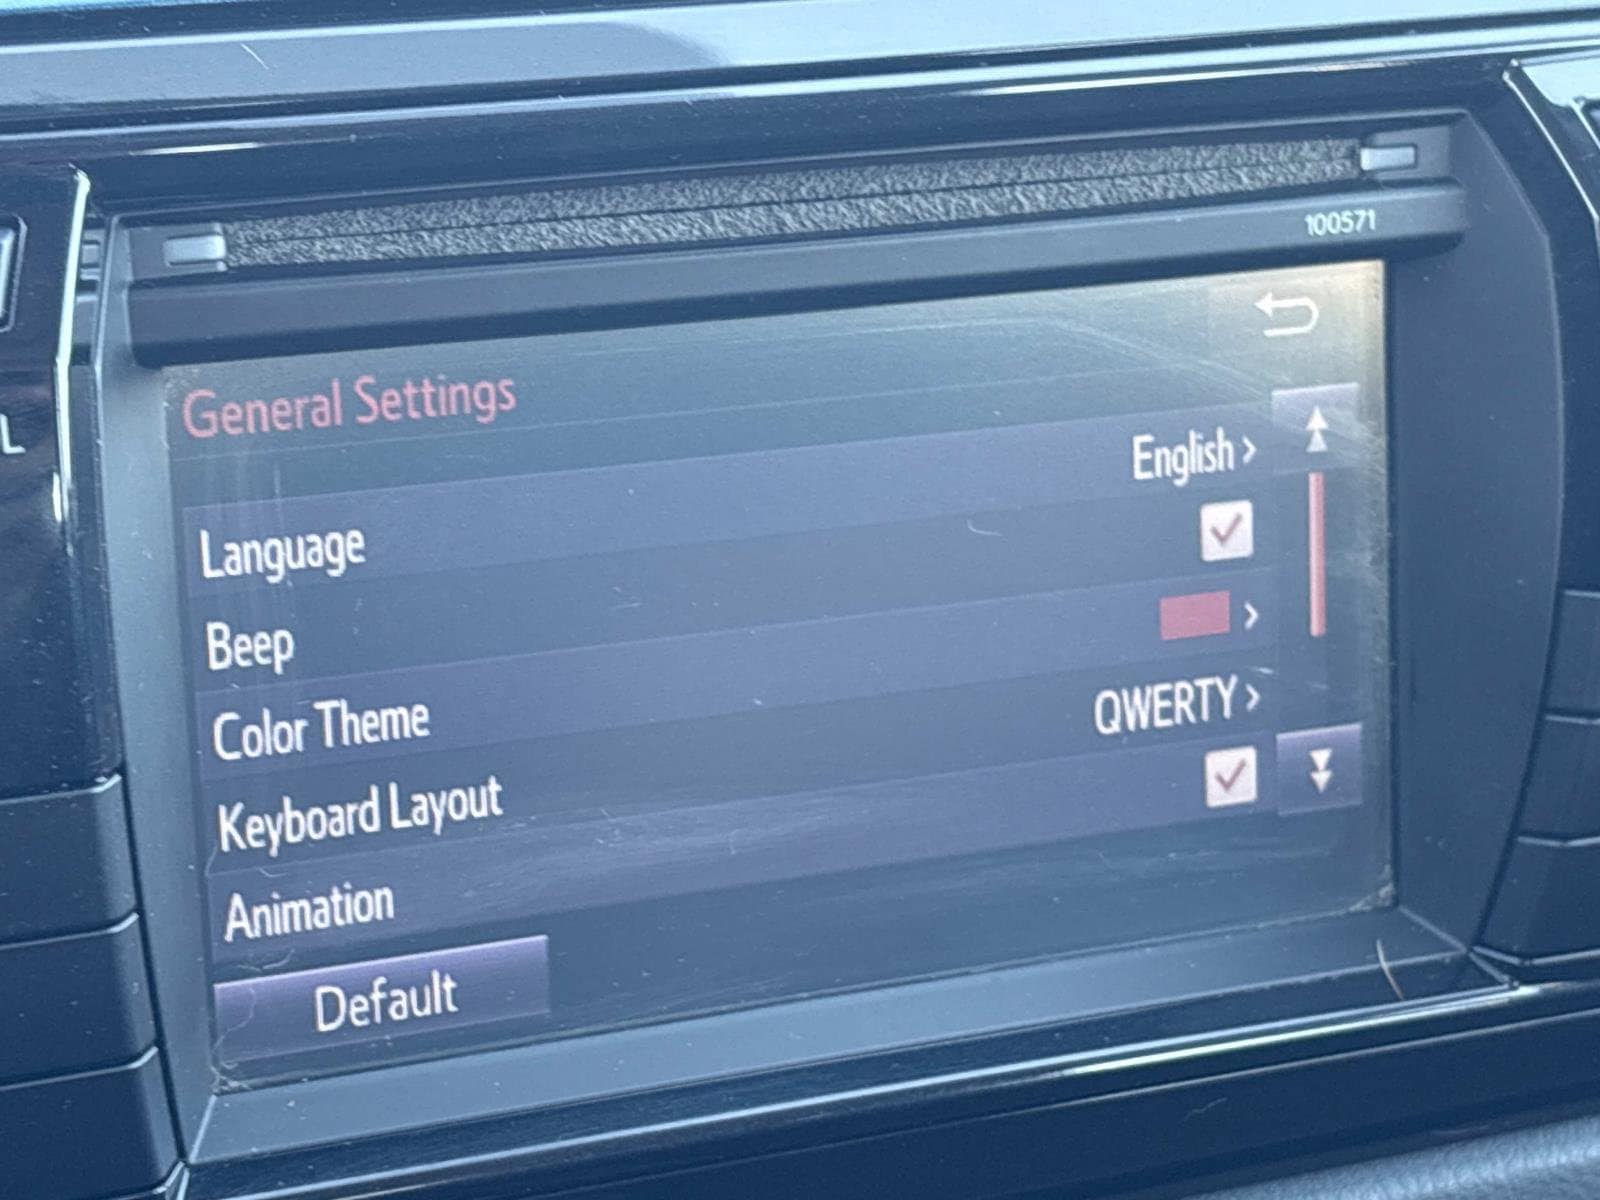 100571
General Settings
Language English
Beep
Color Theme
Keyboard Layout QWERTY
Animation
Default
L